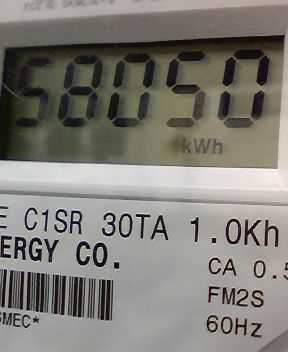 58050
kWh
E C1SR 30TA 1.0Kh
ERGY CO.
CA 0.5
FM2S
SMEC*
60Hz